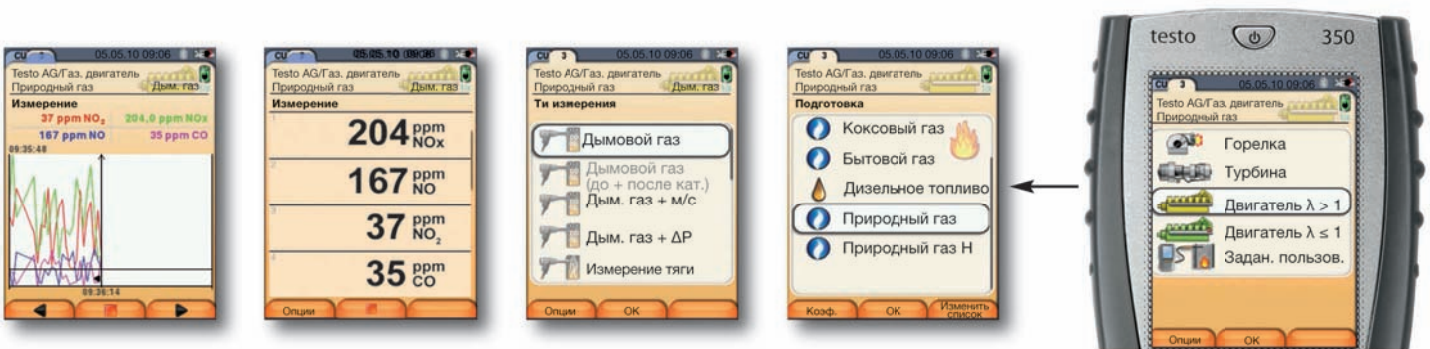 CU 3 05.05.10 09:06
Testo AG/Газ. двигатель
Природный газ Дым. газ
Измерение
37 ppm NO₂ 204,0 ppm NOx
167 ppm NO 35 ppm CO
09:35:48
09:36:14
CU
Testo AG/Газ. двигатель
Природный газ Дым. газ
Измерение
1
204 ppm NOx
2
167 ppm NO
3
37 ppm NO₂
4
35 ppm CO
Опции
CU 3 05.05.10 09:06
Testo AG/Газ. двигатель
Природный газ Дым. газ
Ти измерения
Дымовой газ
Дымовой газ
(до + после кат.)
Дым. газ + м/с
Дым. газ + ΔP
Измерение тяги
Опции OK
CU 3 05.05.10 09:06
Testo AG/Газ. двигатель
Природный газ
Подготовка
Коксовый газ
Бытовой газ
Дизельное топливо
Природный газ
Природный газ H
Коэф. OK Изменить
список
testo 350
CU 3 05.05.10 09:06
Testo AG/Газ. двигатель
Природный газ
Горелка
Турбина
Двигатель λ > 1
Двигатель λ ≤ 1
Задан. пользов.
Опции OK